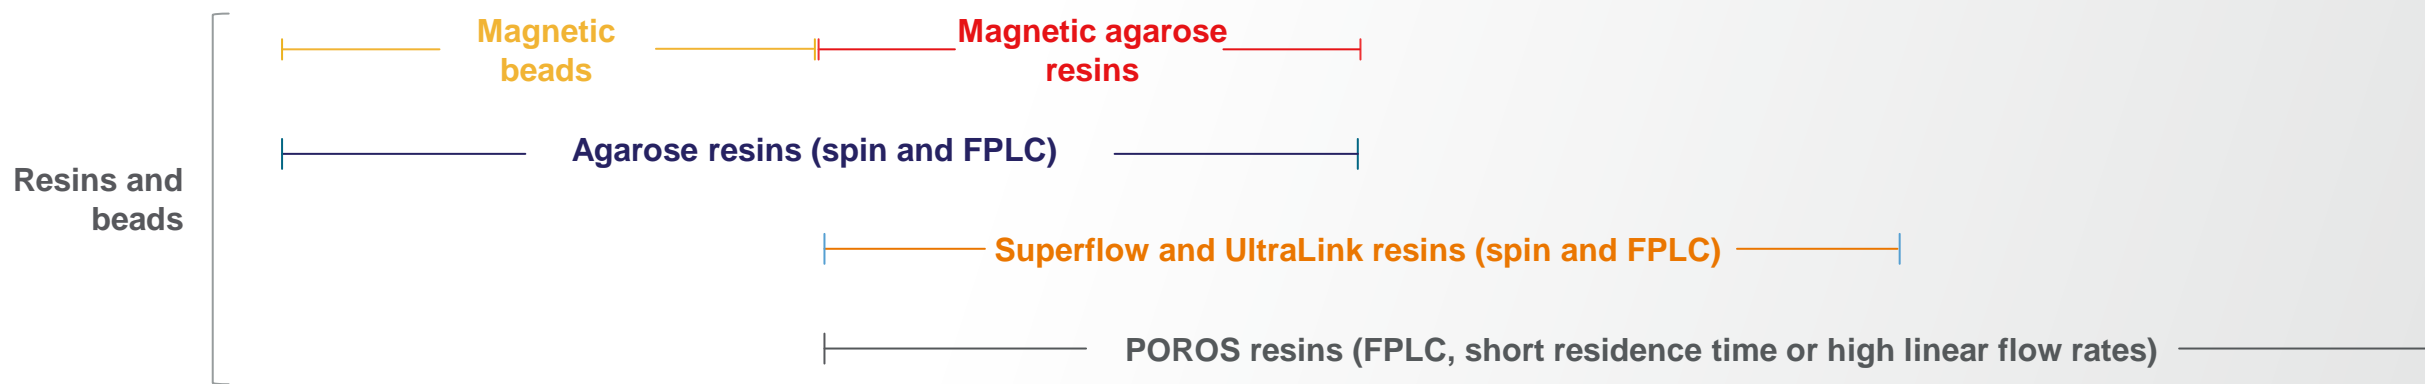 Magnetic
beads
Magnetic agarose
resins
Agarose resins (spin and FPLC)
Resins and
beads
Superflow and UltraLink resins (spin and FPLC)
POROS resins (FPLC, short residence time or high linear flow rates)